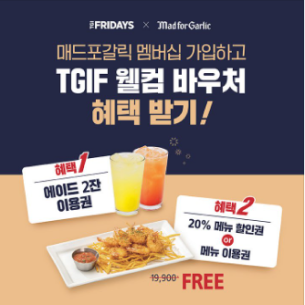 TGI FRIDAYS × Mad for Garlic
매드포갈릭 멤버십 가입하고
TGIF 웰컴 바우처
혜택 받기!
혜택 1
에이드 2잔
이용권
혜택 2
20% 메뉴 할인권
or
메뉴 이용권
19,900- FREE